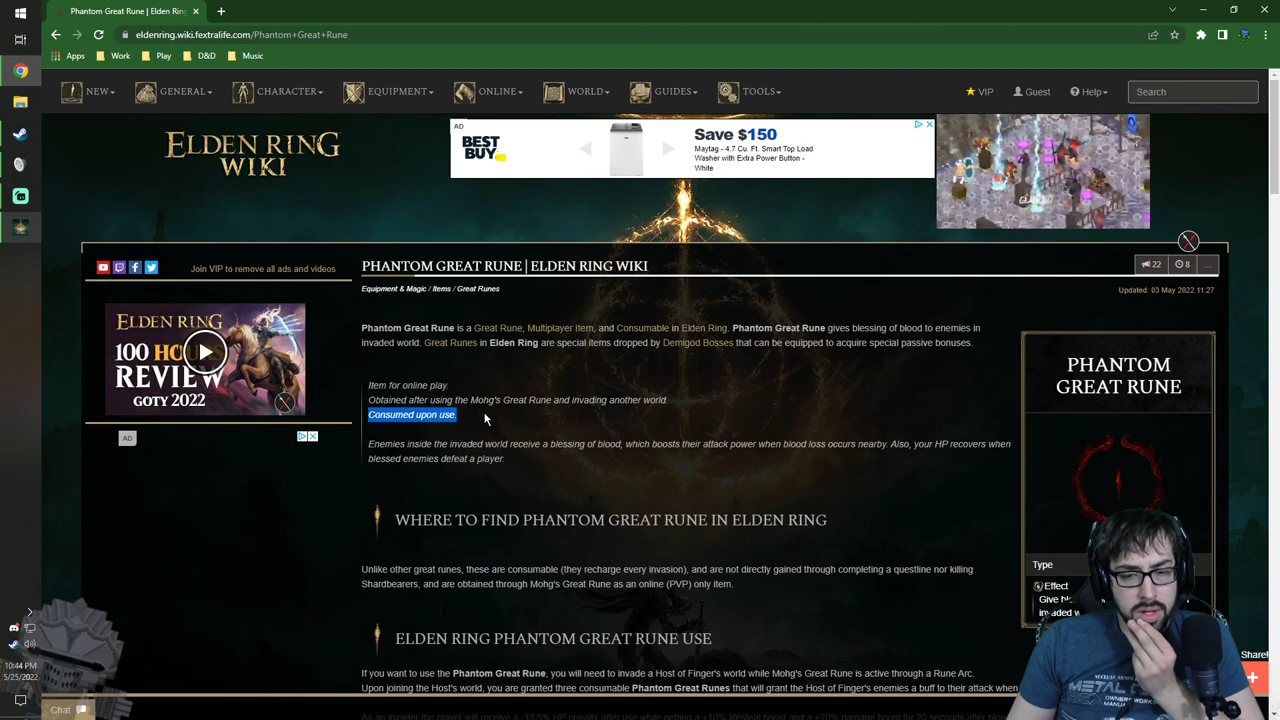 Phantom Great Rune | Elden Ring
eldenring.wiki.fextralife.com/Phantom+Great+Rune
Apps Work Play D&D Music
NEW GENERAL CHARACTER EQUIPMENT ONLINE WORLD GUIDES TOOLS VIP Guest Help Search
ELDEN RING
WIKI
AD
BEST
BUY
Save $150
Maytag - 4.7 Cu. Ft. Smart Top Load
Washer with Extra Power Button -
White
Join VIP to remove all ads and videos
ELDEN RING
100 HOUR
REVIEW
GOTY 2022
AD
PHANTOM GREAT RUNE | ELDEN RING WIKI
22 8 ...
Equipment & Magic / Items / Great Runes
Updated: 03 May 2022 11:27
Phantom Great Rune is a Great Rune, Multiplayer Item, and Consumable in Elden Ring. Phantom Great Rune gives blessing of blood to enemies in
invaded world. Great Runes in Elden Ring are special items dropped by Demigod Bosses that can be equipped to acquire special passive bonuses.
Item for online play.
Obtained after using the Mohg's Great Rune and invading another world.
Consumed upon use.
Enemies inside the invaded world receive a blessing of blood, which boosts their attack power when blood loss occurs nearby. Also, your HP recovers when
blessed enemies defeat a player.
PHANTOM
GREAT RUNE
Type
Effect
Give
invaded
WHERE TO FIND PHANTOM GREAT RUNE IN ELDEN RING
Unlike other great runes, these are consumable (they recharge every invasion), and are not directly gained through completing a questline nor killing
Shardbearers, and are obtained through Mohg's Great Rune as an online (PVP) only item.
ELDEN RING PHANTOM GREAT RUNE USE
If you want to use the Phantom Great Rune, you will need to invade a Host of Finger's world while Mohg's Great Rune is active through a Rune Arc.
Upon joining the Host's world, you are granted three consumable Phantom Great Runes that will grant the Host of Finger's enemies a buff to their attack when
METAL
OWNER'S WORK
MANUAL
Share
Chat
10:44 PM
5/25/2022